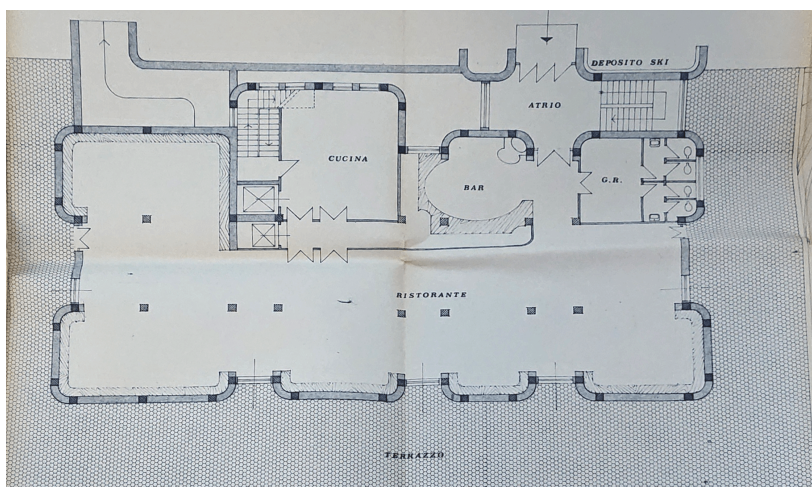 DEPOSITO SKI
ATRIO
CUCINA
BAR
G.R.
RISTORANTE
TERRAZZO